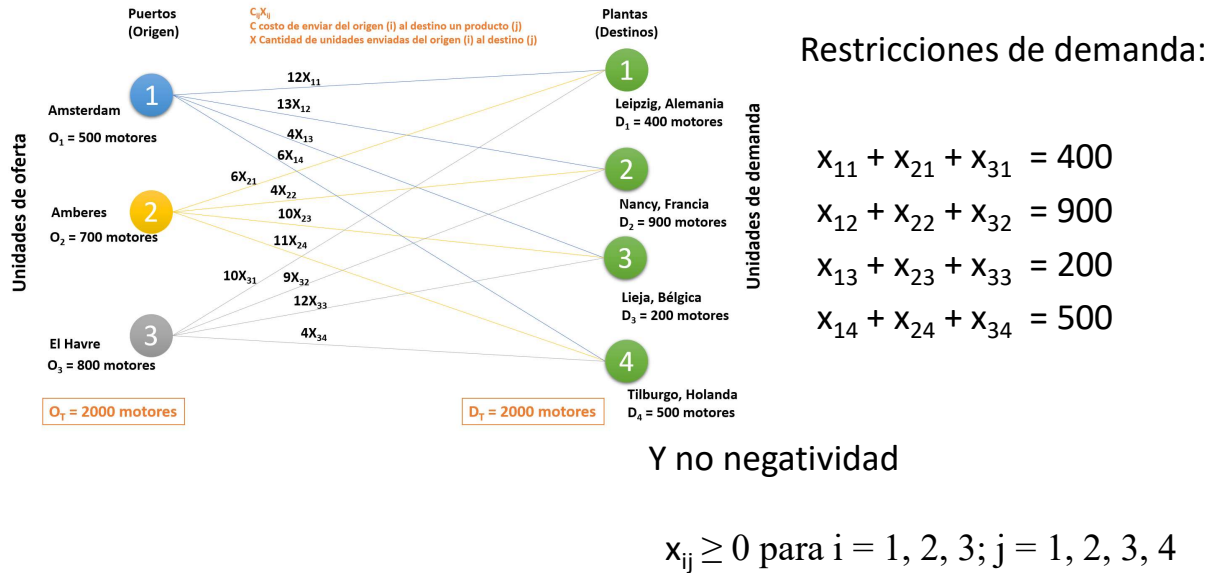 Puertos
(Origen)
C_ijX_ij
C costo de enviar del origen (i) al destino un producto (j)
X Cantidad de unidades enviadas del origen (i) al destino (j)
Plantas
(Destinos)
Unidades de oferta
1
Amsterdam
O₁ = 500 motores
2
Amberes
O₂ = 700 motores
3
El Havre
O₃ = 800 motores
O_T = 2000 motores
12X₁₁
13X₁₂
4X₁₃
6X₁₄
6X₂₁
4X₂₂
10X₂₃
11X₂₄
10X₃₁
9X₃₂
12X₃₃
4X₃₄
1
Leipzig, Alemania
D₁ = 400 motores
2
Nancy, Francia
D₂ = 900 motores
3
Lieja, Bélgica
D₃ = 200 motores
4
Tilburgo, Holanda
D₄ = 500 motores
D_T = 2000 motores
Unidades de demanda
Restricciones de demanda:
x₁₁ + x₂₁ + x₃₁ = 400
x₁₂ + x₂₂ + x₃₂ = 900
x₁₃ + x₂₃ + x₃₃ = 200
x₁₄ + x₂₄ + x₃₄ = 500
Y no negatividad
x_ij ≥ 0 para i = 1, 2, 3; j = 1, 2, 3, 4